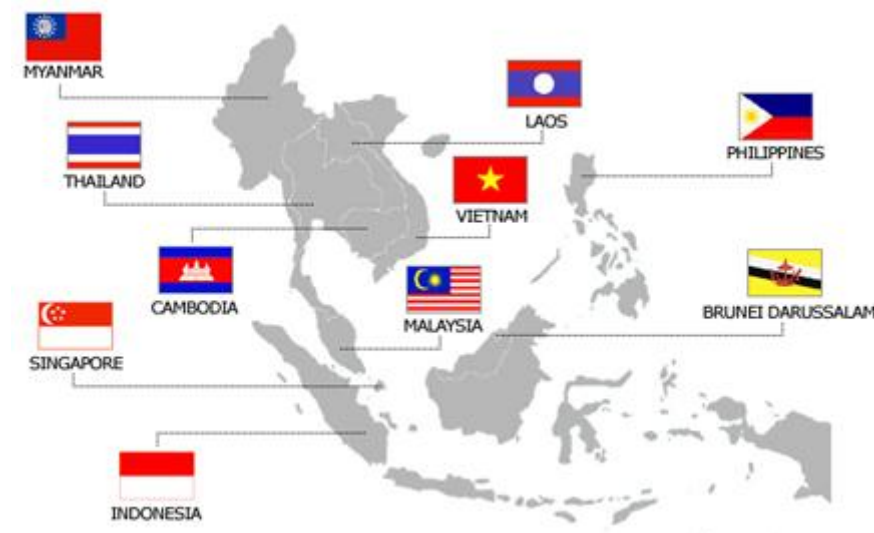 MYANMAR
LAOS
PHILIPPINES
THAILAND
VIETNAM
CAMBODIA
MALAYSIA
BRUNEI DARUSSALAM
SINGAPORE
INDONESIA